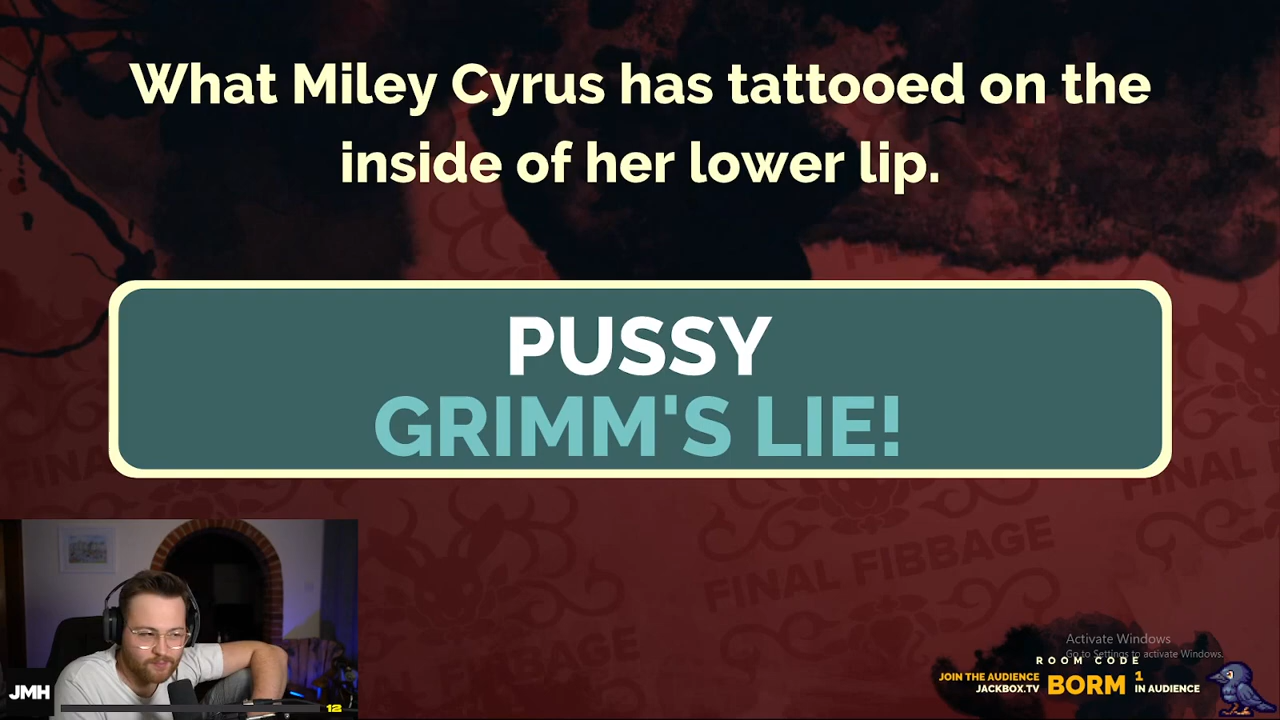 What Miley Cyrus has tattooed on the
inside of her lower lip.
PUSSY
GRIMM'S LIE!
FINAL FIBBAGE
Activate Windows
Go to Settings to activate Windows.
ROOM CODE
JOIN THE AUDIENCE
JACKBOX.TV
BORM
1
IN AUDIENCE
JMH
12